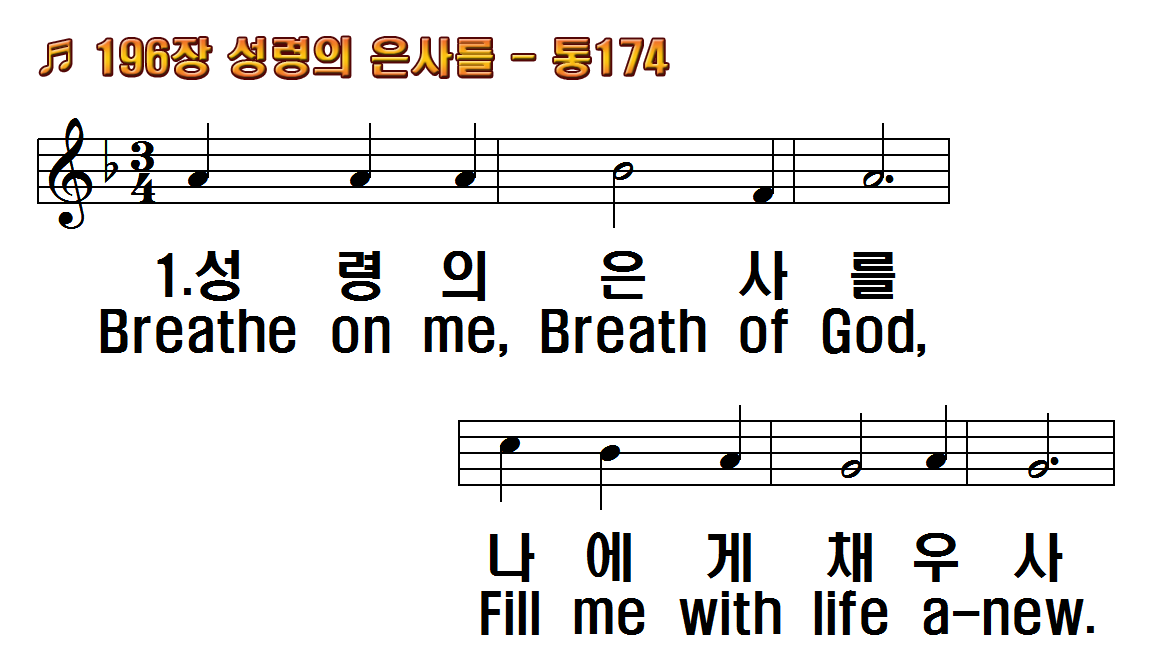 ♬ 196장 성령의 은사를 - 통174
3
4
1.성 령 의 은 사 를
Breathe on me, Breath of God,
나 에 게 채 우 사
Fill me with life a-new.